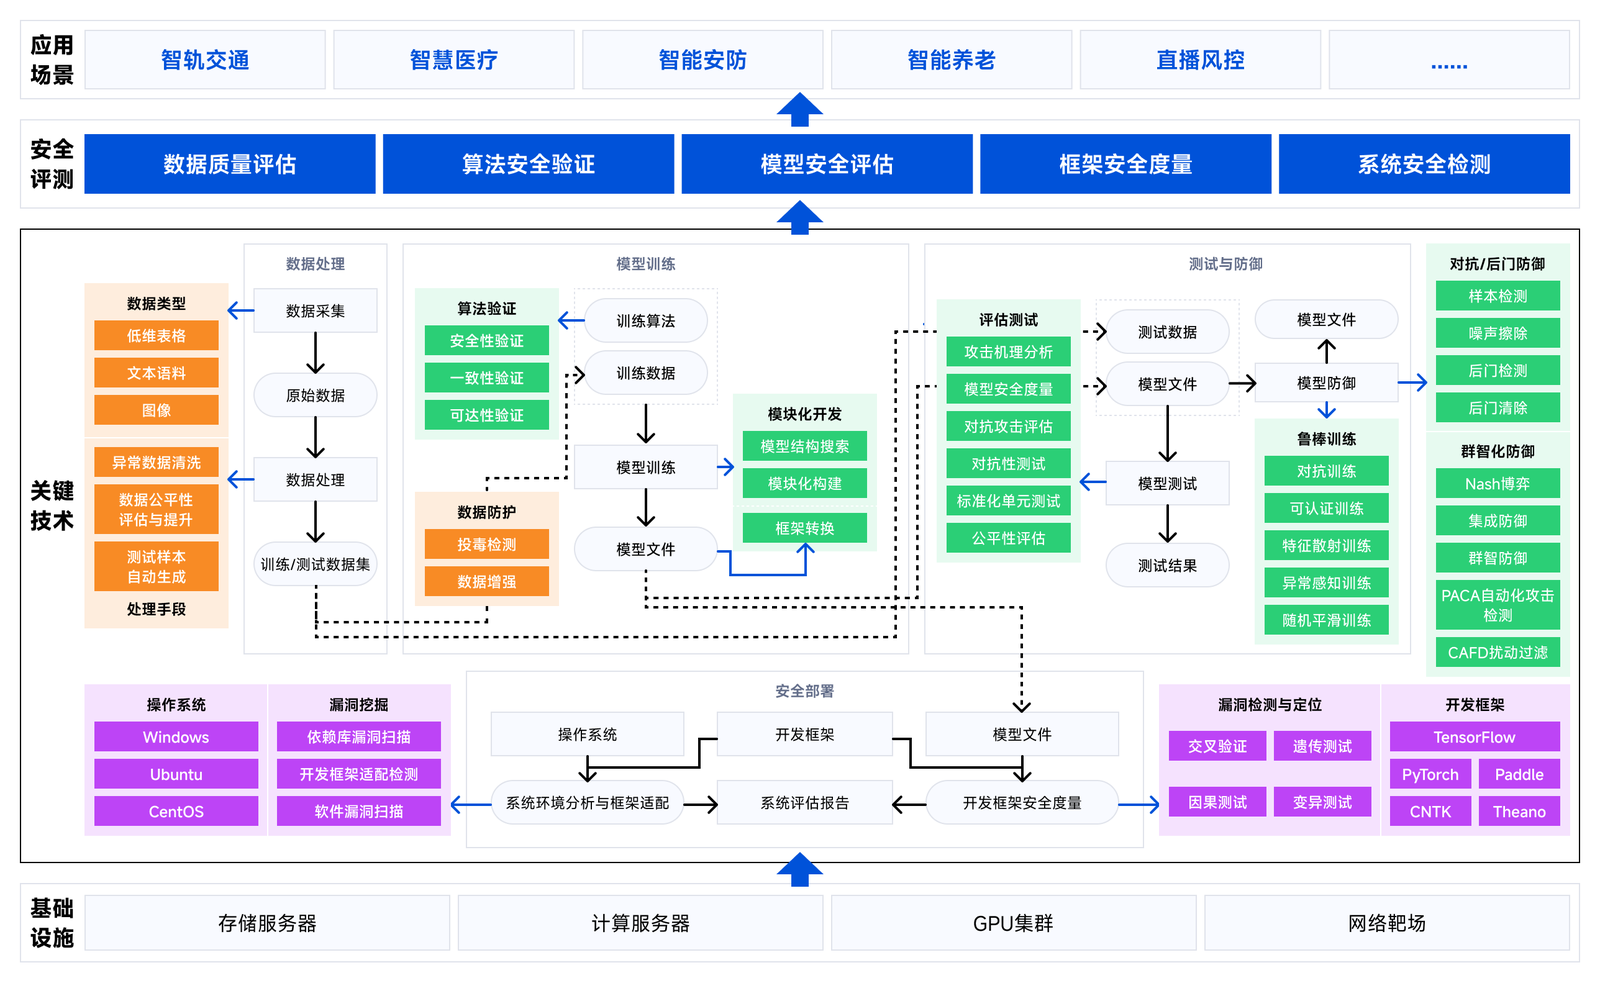 应用
场景
智轨交通
智慧医疗
智能安防
智能养老
直播风控
......
安全
评测
数据质量评估
算法安全验证
模型安全评估
框架安全度量
系统安全检测
关键
技术
数据类型
低维表格
文本语料
图像
异常数据清洗
数据公平性
评估与提升
测试样本
自动生成
处理手段
数据处理
数据采集
原始数据
数据处理
训练/测试数据集
模型训练
算法验证
安全性验证
一致性验证
可达性验证
训练算法
训练数据
模型训练
模型文件
数据防护
投毒检测
数据增强
模块化开发
模型结构搜索
模块化构建
框架转换
测试与防御
评估测试
攻击机理分析
模型安全度量
对抗攻击评估
对抗性测试
标准化单元测试
公平性评估
测试数据
模型文件
模型测试
测试结果
模型文件
模型防御
鲁棒训练
对抗训练
可认证训练
特征散射训练
异常感知训练
随机平滑训练
对抗/后门防御
样本检测
噪声擦除
后门检测
后门清除
群智化防御
Nash博弈
集成防御
群智防御
PACA自动化攻击
检测
CAFD扰动过滤
操作系统
Windows
Ubuntu
CentOS
漏洞挖掘
依赖库漏洞扫描
开发框架适配检测
软件漏洞扫描
安全部署
操作系统
开发框架
模型文件
系统环境分析与框架适配
系统评估报告
开发框架安全度量
漏洞检测与定位
交叉验证
遗传测试
因果测试
变异测试
开发框架
TensorFlow
PyTorch
Paddle
CNTK
Theano
基础
设施
存储服务器
计算服务器
GPU集群
网络靶场